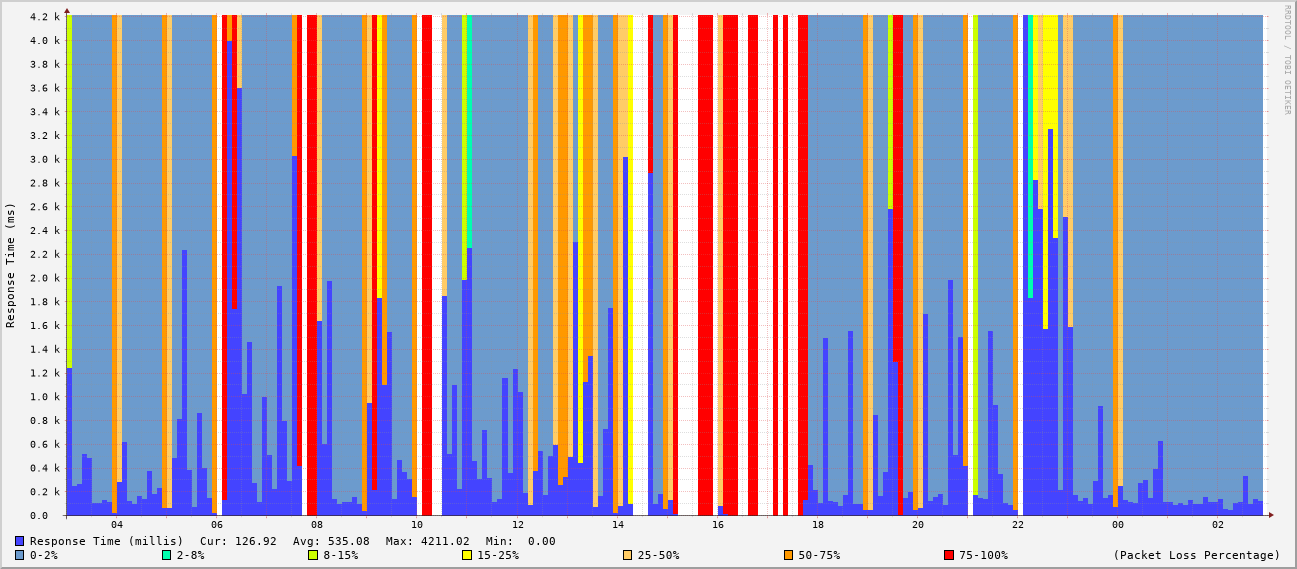 RRDTOOL / TOBI OETIKER
Response Time (ms)
4.2 k
4.0 k
3.8 k
3.6 k
3.4 k
3.2 k
3.0 k
2.8 k
2.6 k
2.4 k
2.2 k
2.0 k
1.8 k
1.6 k
1.4 k
1.2 k
1.0 k
0.8 k
0.6 k
0.4 k
0.2 k
0.0
04 06 08 10 12 14 16 18 20 22 00 02
Response Time (millis) Cur: 126.92 Avg: 535.08 Max: 4211.02 Min: 0.00
0-2% 2-8% 8-15% 15-25% 25-50% 50-75% 75-100% (Packet Loss Percentage)